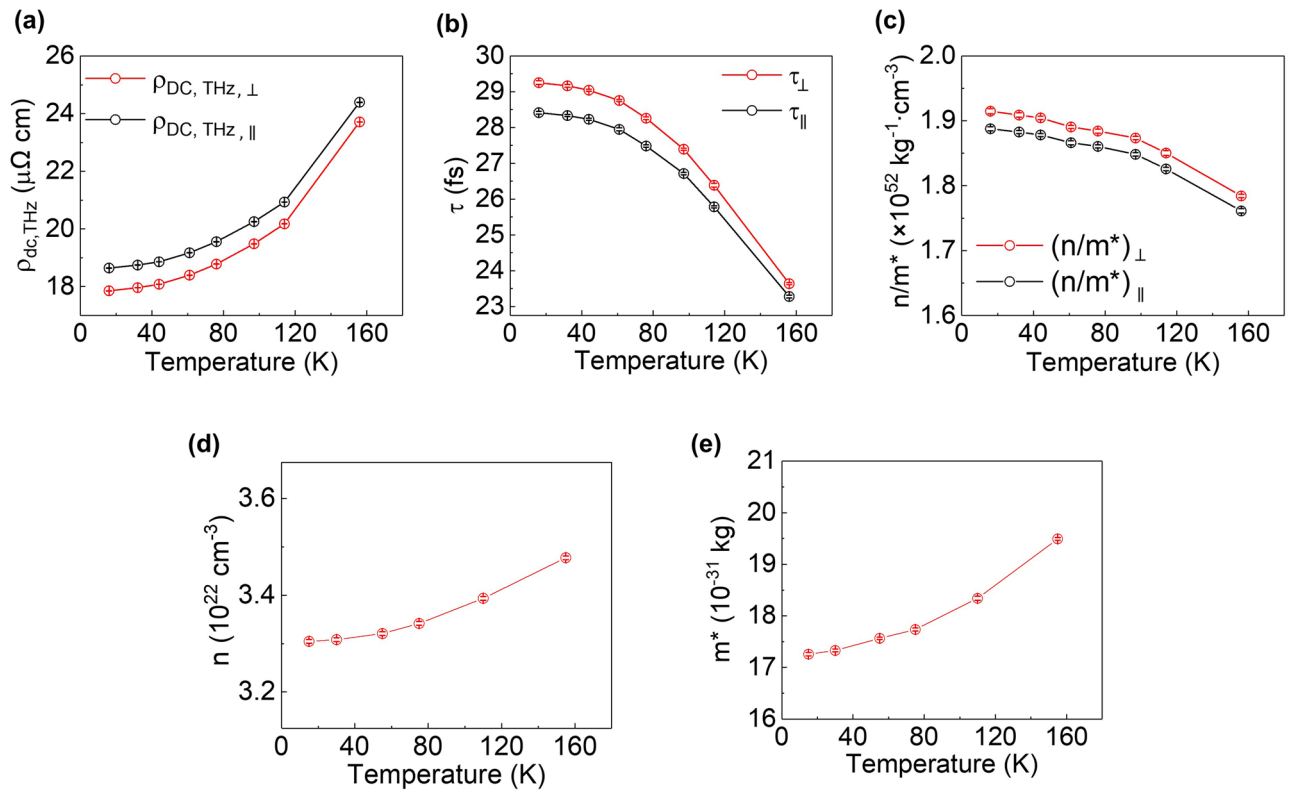 (a)
26
24
22
20
18
ρdc,THz (μΩ cm)
ρDC, THz, ⊥
ρDC, THz, ∥
0 40 80 120 160
Temperature (K)
(b)
30
29
28
27
26
25
24
23
τ (fs)
τ⊥
τ∥
0 40 80 120 160
Temperature (K)
(c)
2.0
1.9
1.8
1.7
1.6
n/m* (×10⁵² kg⁻¹·cm⁻³)
(n/m*)⊥
(n/m*)∥
0 40 80 120 160
Temperature (K)
(d)
3.6
3.4
3.2
n (10²² cm⁻³)
0 40 80 120 160
Temperature (K)
(e)
21
20
19
18
17
16
m* (10⁻³¹ kg)
0 40 80 120 160
Temperature (K)